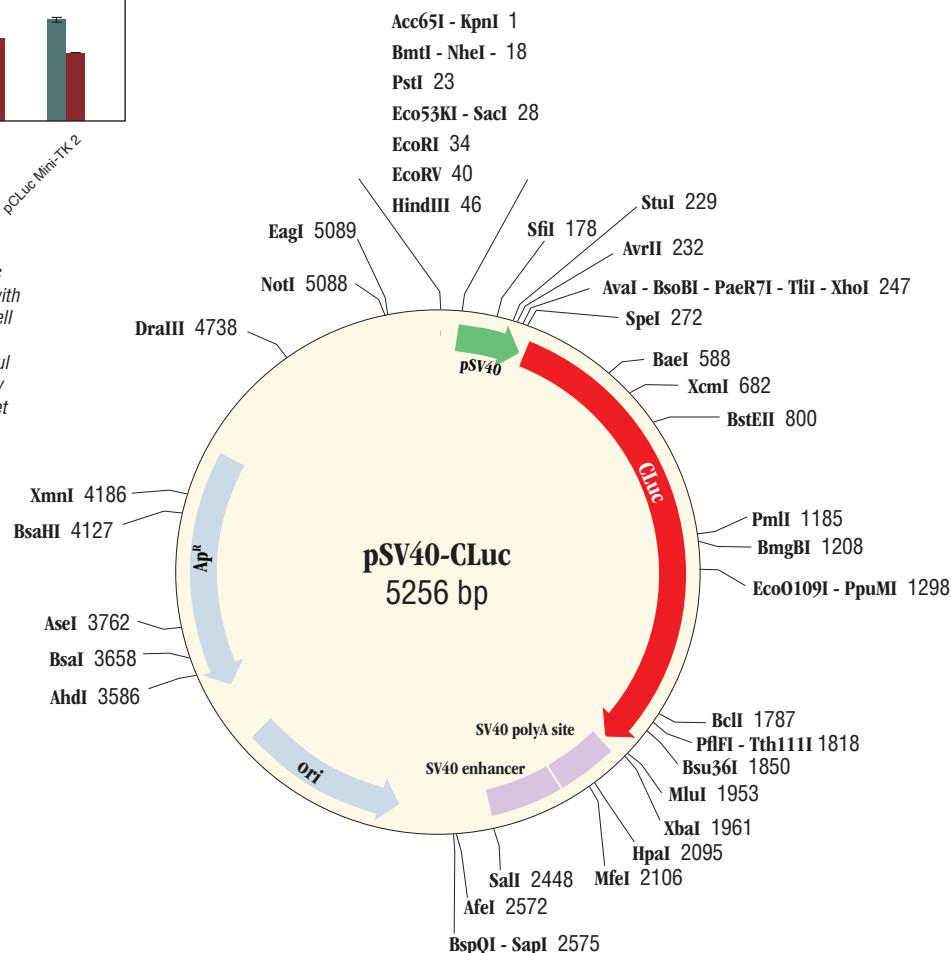 pCLuc Mini-TK 2
with
ell
ul
et
Acc65I - KpnI 1
BmtI - NheI - 18
PstI 23
Eco53KI - SacI 28
EcoRI 34
EcoRV 40
HindIII 46
SfiI 178
StuI 229
AvrII 232
AvaI - BsoBI - PaeR7I - TliI - XhoI 247
SpeI 272
BaeI 588
XcmI 682
BstEII 800
PmlI 1185
BmgBI 1208
EcoO109I - PpuMI 1298
BclI 1787
PflFI - Tth111I 1818
Bsu36I 1850
MluI 1953
XbaI 1961
HpaI 2095
MfeI 2106
SalI 2448
AfeI 2572
BspQI - SapI 2575
AhdI 3586
BsaI 3658
AseI 3762
BsaHI 4127
XmnI 4186
DraIII 4738
NotI 5088
EagI 5089
pSV40
CLuc
SV40 polyA site
SV40 enhancer
ori
ApR
pSV40-CLuc
5256 bp